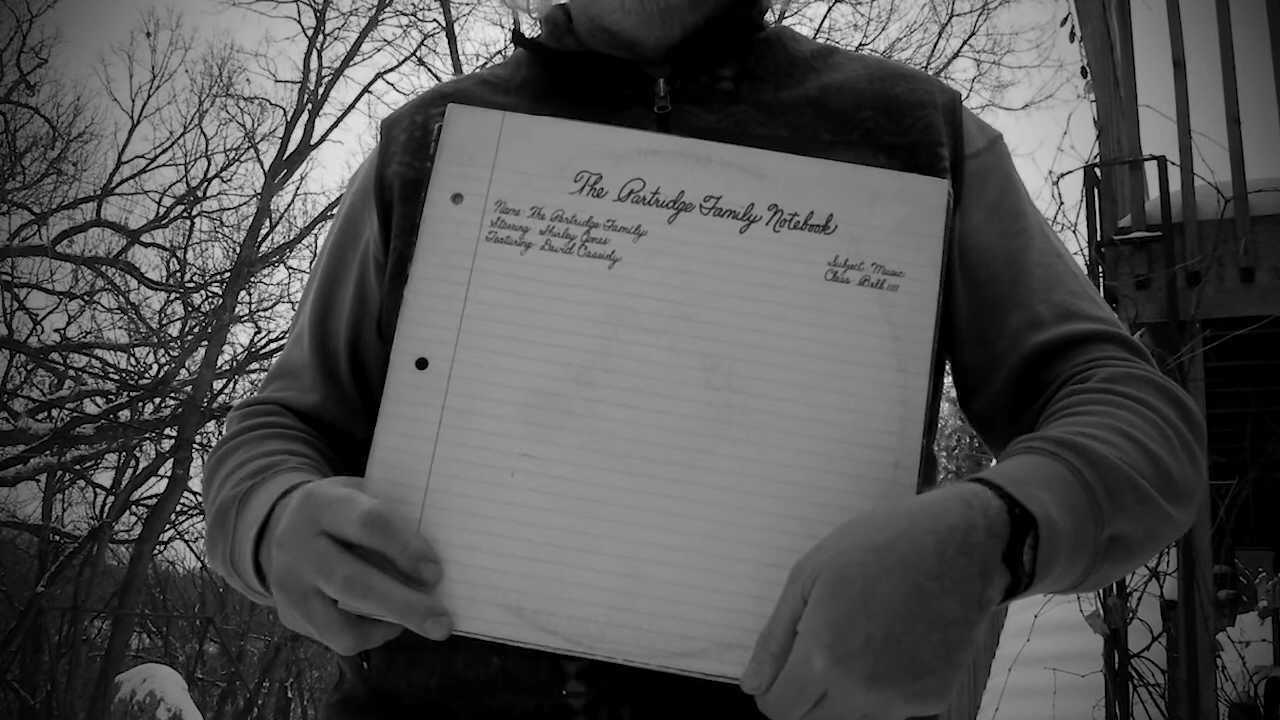 The Partridge Family Notebook
Name: The Partridge Family
Starring: Shirley Jones
Featuring: David Cassidy
Subject: Music
Class: Bell